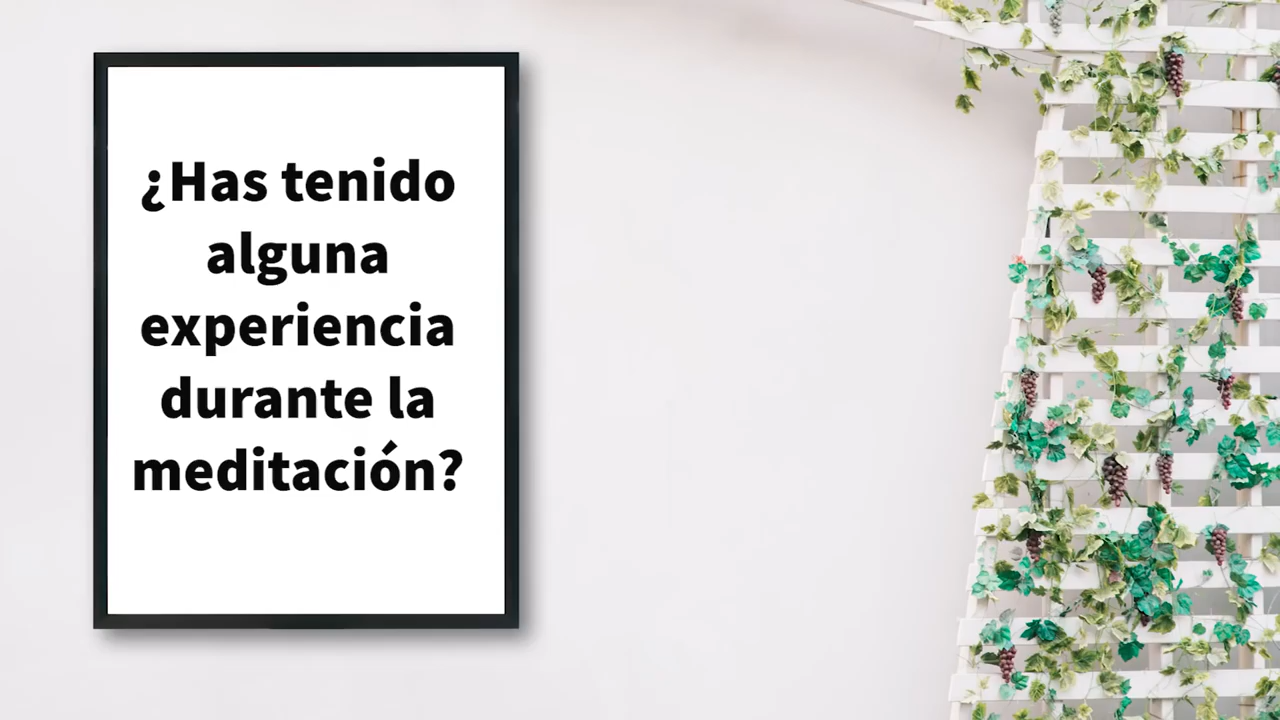 ¿Has tenido
alguna
experiencia
durante la
meditación?